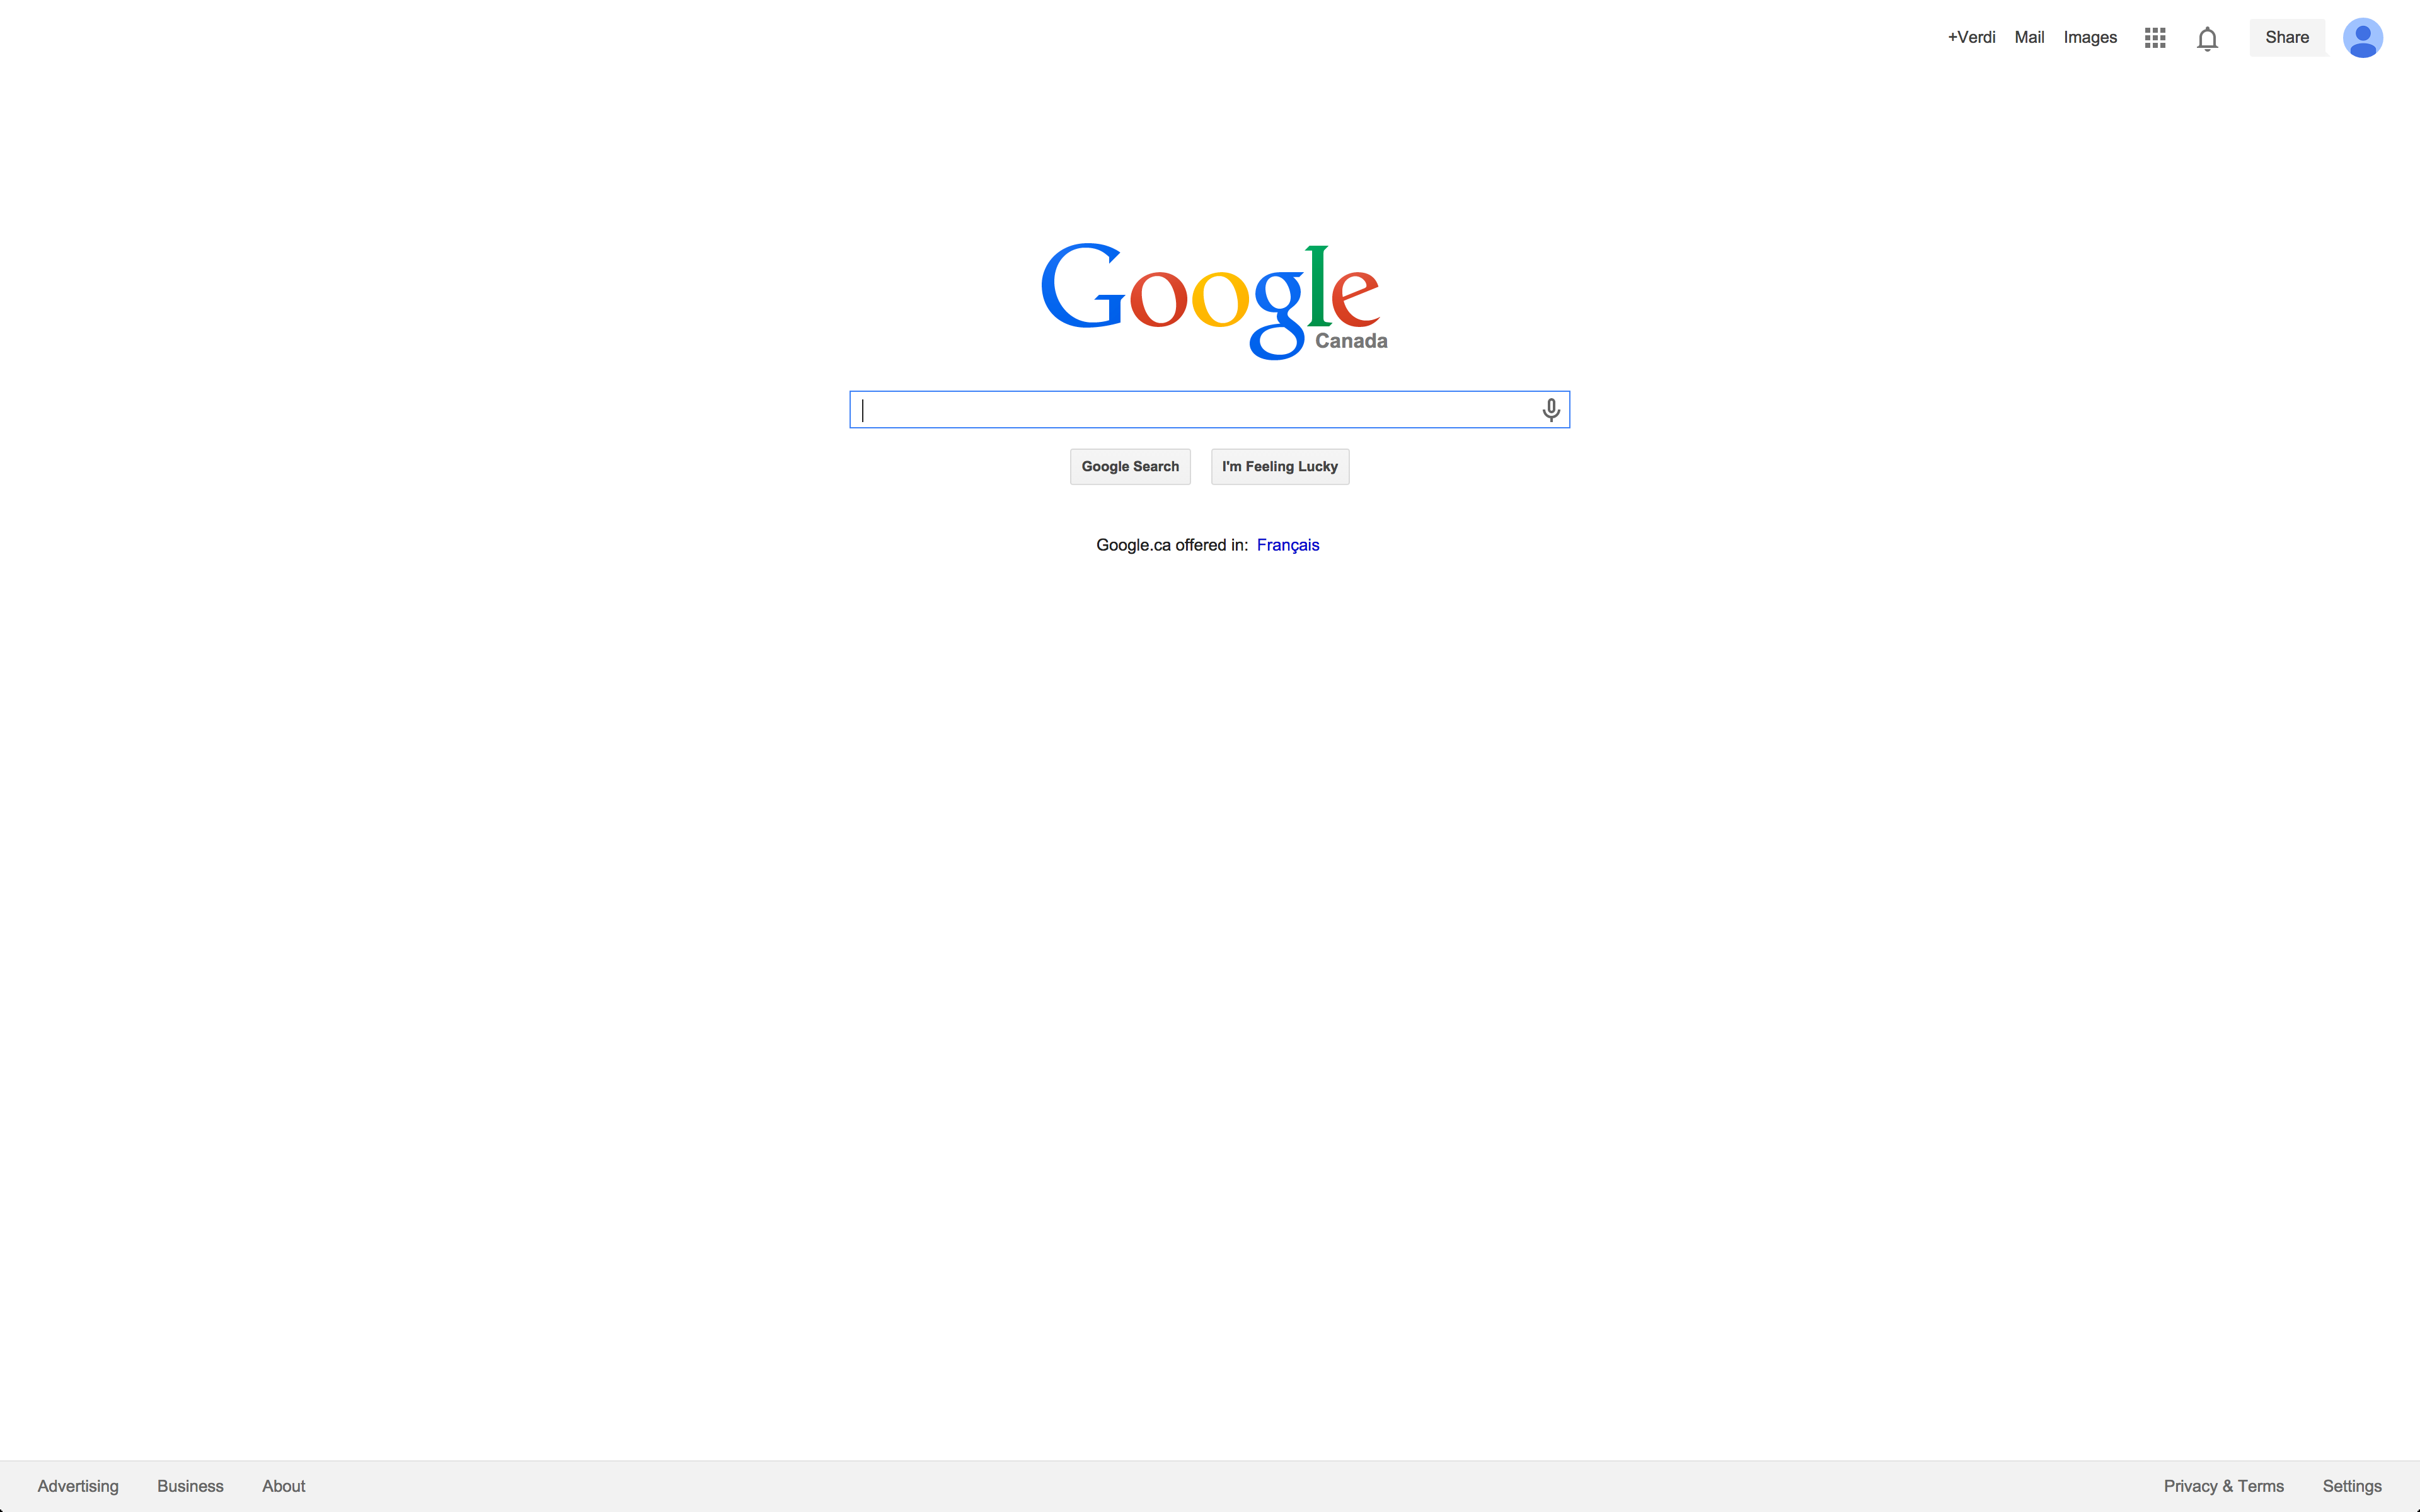 +Verdi Mail Images Share
Google
Canada
Google Search I'm Feeling Lucky
Google.ca offered in: Français
Advertising Business About Privacy & Terms Settings